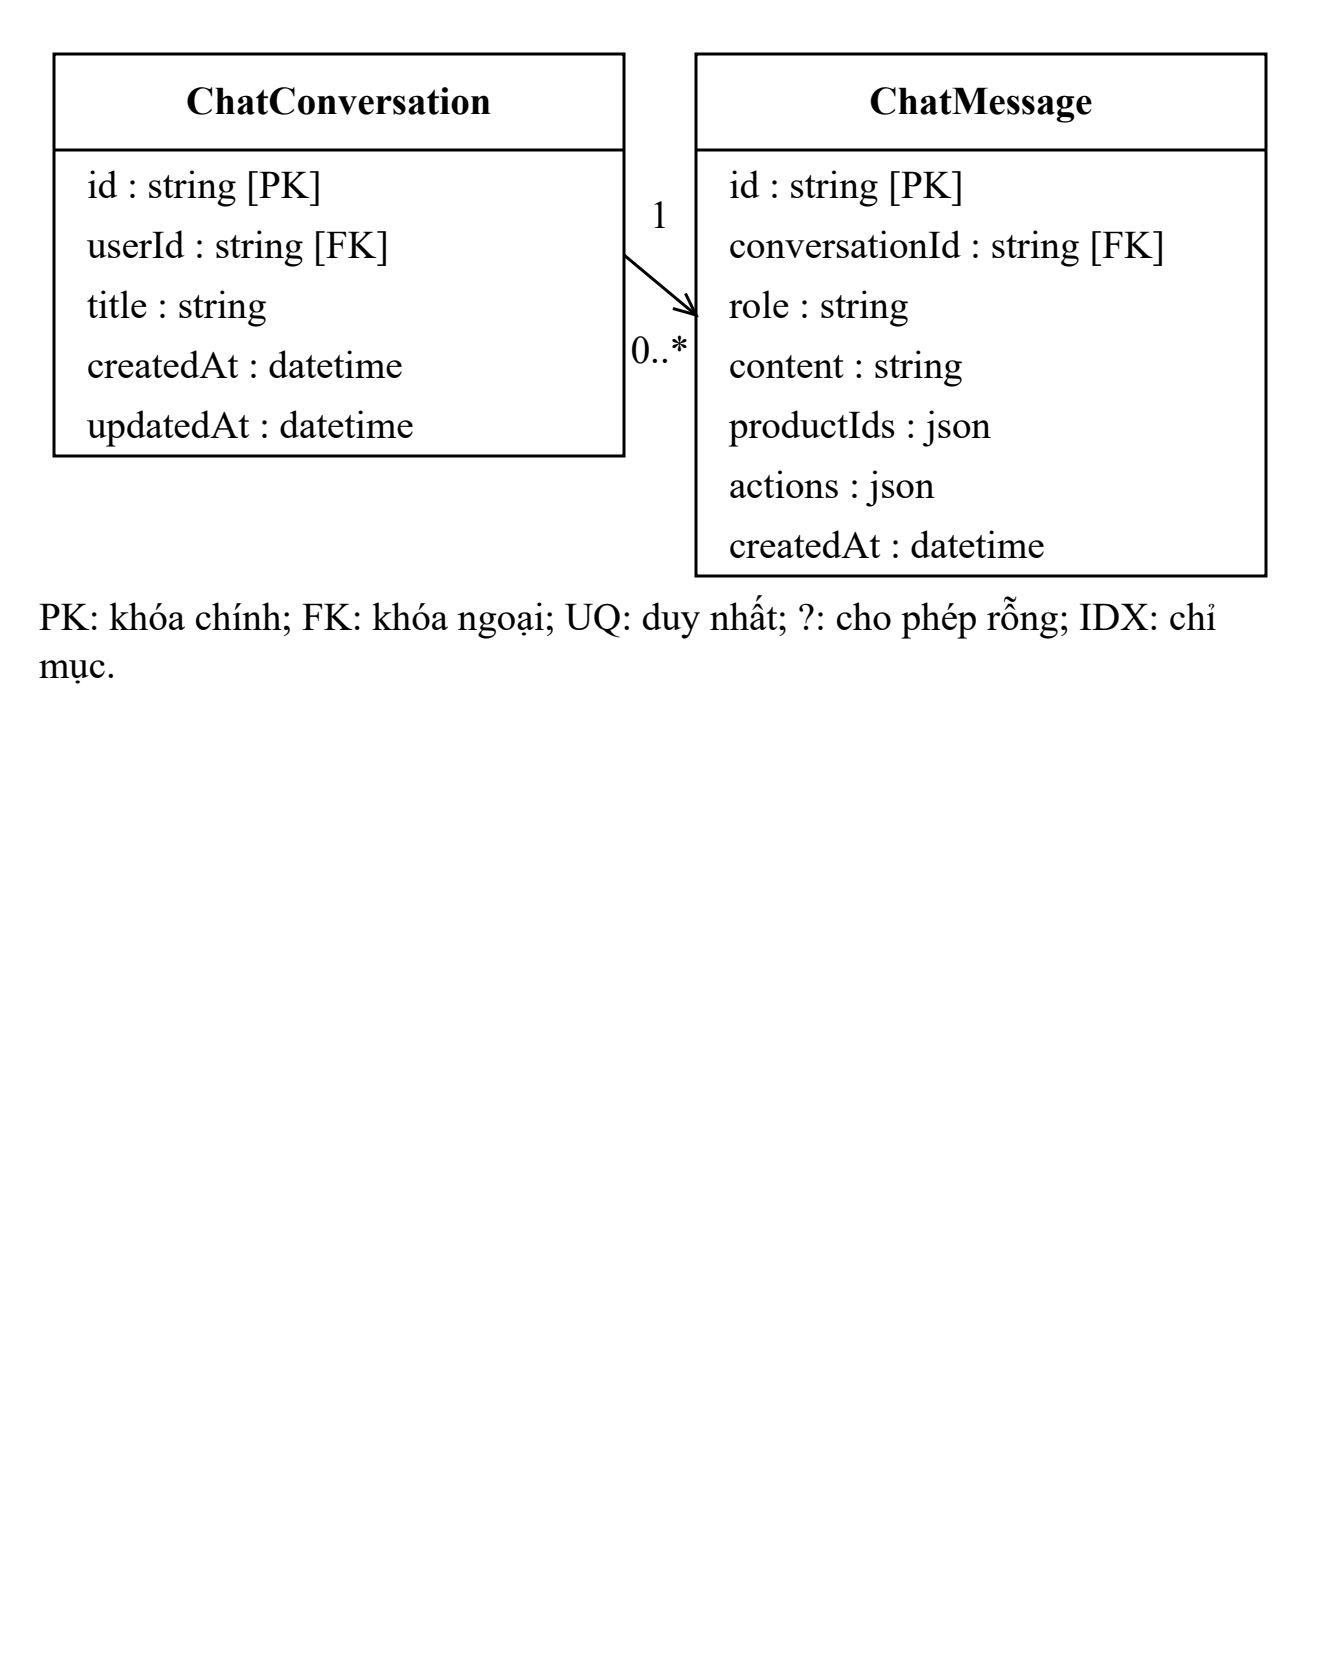 ChatConversation
id : string [PK]
userId : string [FK]
title : string
createdAt : datetime
updatedAt : datetime
1
0..*
ChatMessage
id : string [PK]
conversationId : string [FK]
role : string
content : string
productIds : json
actions : json
createdAt : datetime
PK: khóa chính; FK: khóa ngoại; UQ: duy nhất; ?: cho phép rỗng; IDX: chỉ
mục.